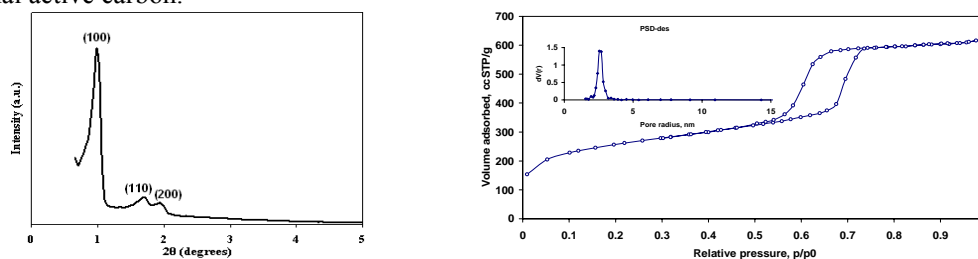 al active carbon.
(100)
(110)
(200)
Intensity (a.u.)
0 1 2 3 4 5
2θ (degrees)
700
600
500
400
300
200
100
0
Volume adsorbed, ccSTP/g
PSD-des
1.5
1
0.5
0
dV(r)
0 5 10 15
Pore radius, nm
0 0.1 0.2 0.3 0.4 0.5 0.6 0.7 0.8 0.9
Relative pressure, p/p0